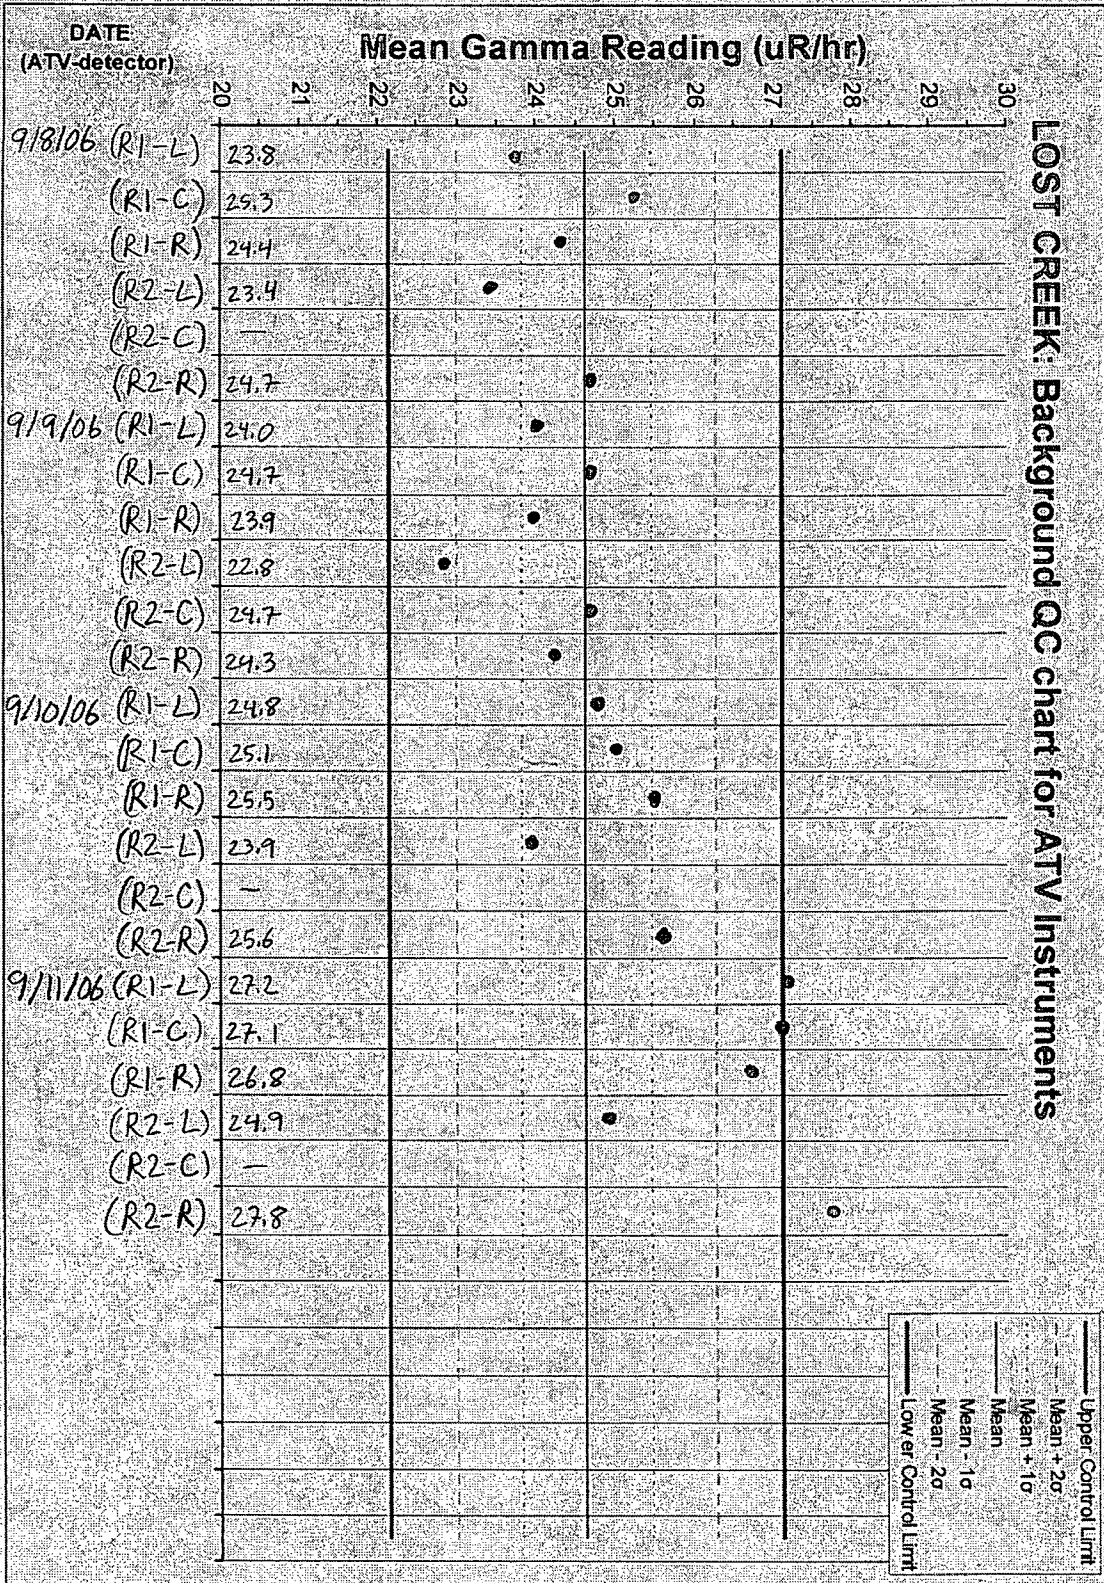 DATE
(ATV-detector)
Mean Gamma Reading (uR/hr)
20 21 22 23 24 25 26 27 28 29 30
LOST CREEK: Background QC chart for ATV Instruments
9/8/06 (R1-L) 23.8
(R1-C) 25.3
(R1-R) 24.4
(R2-L) 23.4
(R2-C) —
(R2-R) 24.7
9/9/06 (R1-L) 24.0
(R1-C) 24.7
(R1-R) 23.9
(R2-L) 22.8
(R2-C) 24.7
(R2-R) 24.3
9/10/06 (R1-L) 24.8
(R1-C) 25.1
(R1-R) 25.5
(R2-L) 23.9
(R2-C) —
(R2-R) 25.6
9/11/06 (R1-L) 27.2
(R1-C) 27.1
(R1-R) 26.8
(R2-L) 24.9
(R2-C) —
(R2-R) 27.8
Upper Control Limit
Mean + 2σ
Mean + 1σ
Mean
Mean - 1σ
Mean - 2σ
Lower Control Limit